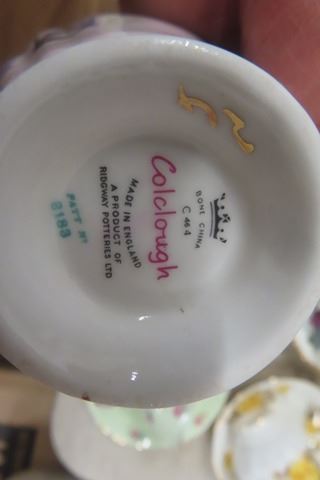 BONE CHINA
C 464
Colclough
MADE IN ENGLAND
A PRODUCT OF
RIDGWAY POTTERIES LTD
PATT Nº
8183